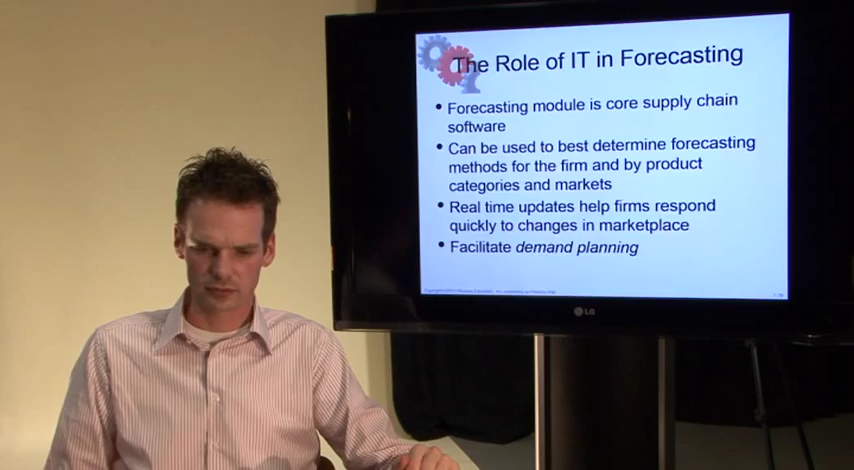 The Role of IT in Forecasting
• Forecasting module is core supply chain
software
• Can be used to best determine forecasting
methods for the firm and by product
categories and markets
• Real time updates help firms respond
quickly to changes in marketplace
• Facilitate demand planning
LG